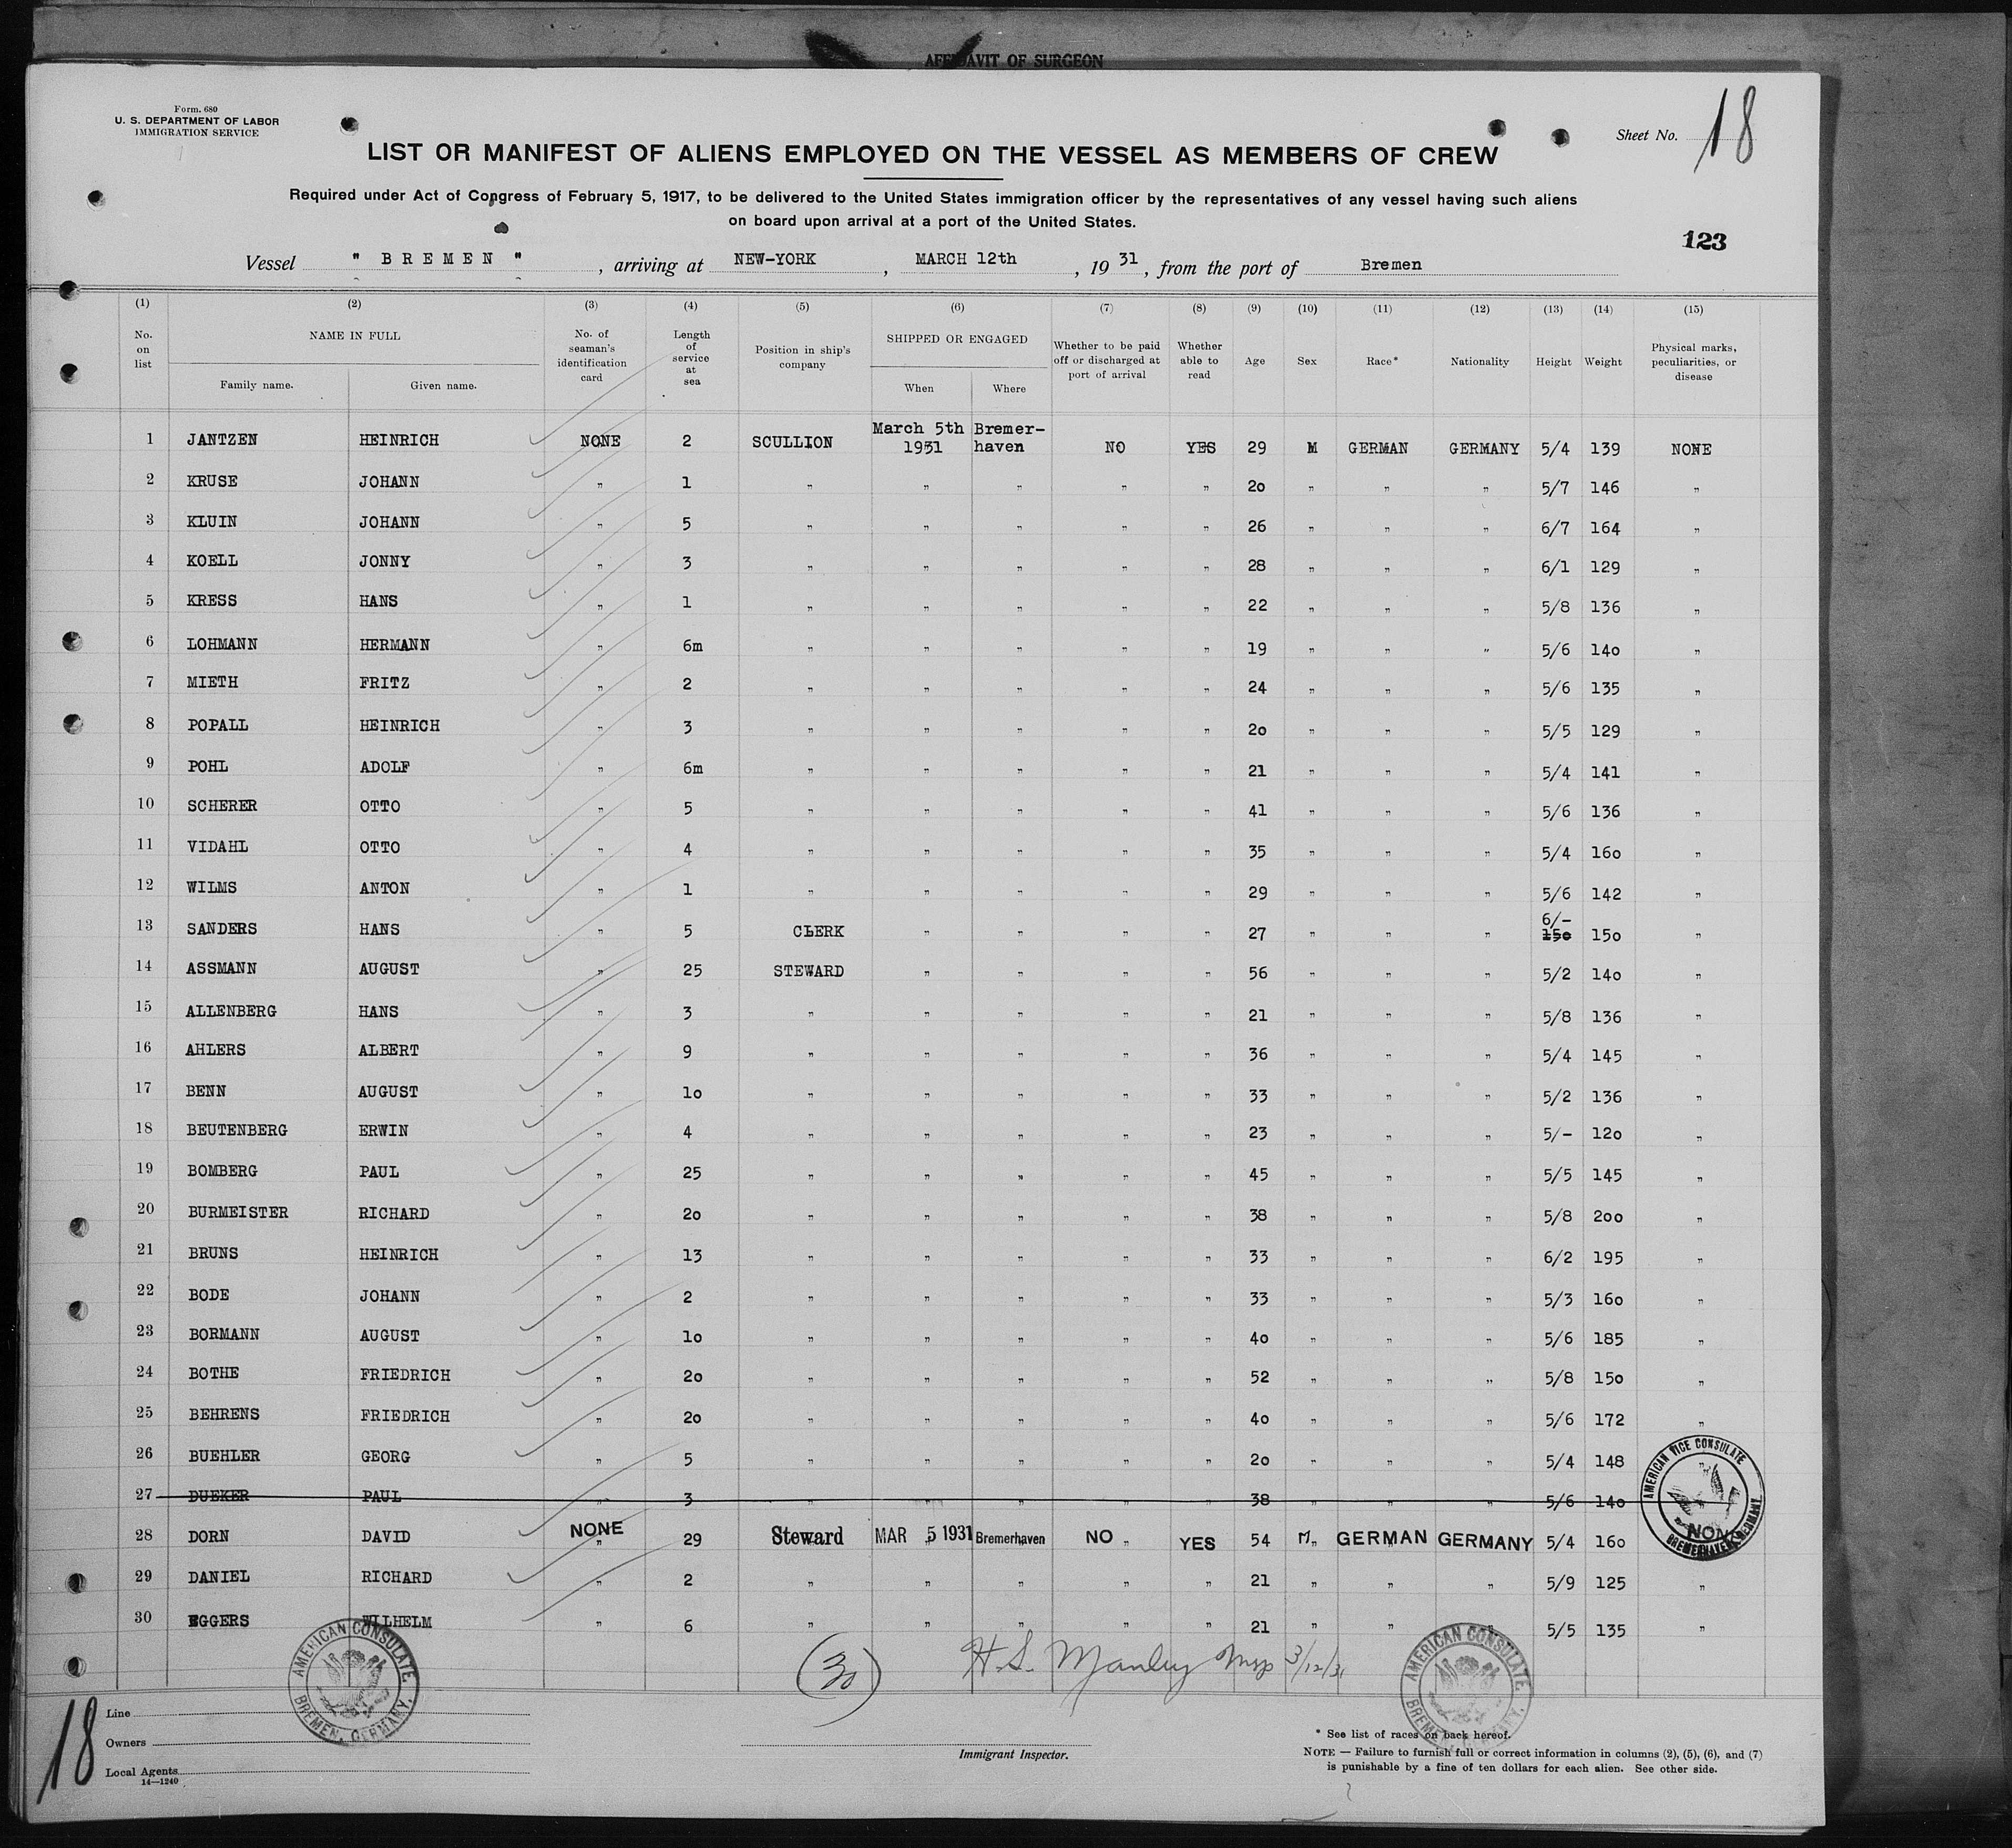 AFFIDAVIT OF SURGEON
Form. 680
U. S. DEPARTMENT OF LABOR
IMMIGRATION SERVICE
Sheet No. 18
LIST OR MANIFEST OF ALIENS EMPLOYED ON THE VESSEL AS MEMBERS OF CREW
Required under Act of Congress of February 5, 1917, to be delivered to the United States immigration officer by the representatives of any vessel having such aliens
on board upon arrival at a port of the United States.
123
Vessel " BREMEN " , arriving at NEW-YORK , MARCH 12th , 19 31 , from the port of Bremen
(1) (2) (3) (4) (5) (6) (7) (8) (9) (10) (11) (12) (13) (14) (15)
No. on list NAME IN FULL Family name. Given name. No. of seaman's identification card Length of service at sea Position in ship's company SHIPPED OR ENGAGED When Where Whether to be paid off or discharged at port of arrival Whether able to read Age Sex Race* Nationality Height Weight Physical marks, peculiarities, or disease
1 JANTZEN HEINRICH NONE 2 SCULLION March 5th 1931 Bremer-haven NO YES 29 M GERMAN GERMANY 5/4 139 NONE
2 KRUSE JOHANN " 1 " " " " " 20 " " " 5/7 146 "
3 KLUIN JOHANN " 5 " " " " " 26 " " " 6/7 164 "
4 KOELL JONNY " 3 " " " " " 28 " " " 6/1 129 "
5 KRESS HANS " 1 " " " " " 22 " " " 5/8 136 "
6 LOHMANN HERMANN " 6m " " " " " 19 " " " 5/6 140 "
7 MIETH FRITZ " 2 " " " " " 24 " " " 5/6 135 "
8 POPALL HEINRICH " 3 " " " " " 20 " " " 5/5 129 "
9 POHL ADOLF " 6m " " " " " 21 " " " 5/4 141 "
10 SCHERER OTTO " 5 " " " " " 41 " " " 5/6 136 "
11 VIDAHL OTTO " 4 " " " " " 35 " " " 5/4 160 "
12 WILMS ANTON " 1 " " " " " 29 " " " 5/6 142 "
13 SANDERS HANS " 5 CLERK " " " " 27 " " " 6/- 150 150 "
14 ASSMANN AUGUST " 25 STEWARD " " " " 56 " " " 5/2 140 "
15 ALLENBERG HANS " 3 " " " " " 21 " " " 5/8 136 "
16 AHLERS ALBERT " 9 " " " " " 36 " " " 5/4 145 "
17 BENN AUGUST " 10 " " " " " 33 " " " 5/2 136 "
18 BEUTENBERG ERWIN " 4 " " " " " 23 " " " 5/- 120 "
19 BOMBERG PAUL " 25 " " " " " 45 " " " 5/5 145 "
20 BURMEISTER RICHARD " 20 " " " " " 38 " " " 5/8 200 "
21 BRUNS HEINRICH " 13 " " " " " 33 " " " 6/2 195 "
22 BODE JOHANN " 2 " " " " " 33 " " " 5/3 160 "
23 BORMANN AUGUST " 10 " " " " " 40 " " " 5/6 185 "
24 BOTHE FRIEDRICH " 20 " " " " " 52 " " " 5/8 150 "
25 BEHRENS FRIEDRICH " 20 " " " " " 40 " " " 5/6 172 "
26 BUEHLER GEORG " 5 " " " " " 20 " " " 5/4 148 "
27 DUEKER PAUL " 3 " " " " " 38 " " " 5/6 140
28 DORN DAVID NONE 29 Steward MAR 5 1931 Bremerhaven NO YES 54 M. GERMAN GERMANY 5/4 160 NONE
AMERICAN VICE CONSULATE BREMERHAVEN, GERMANY
29 DANIEL RICHARD " 2 " " " " " 21 " " " 5/9 125 "
30 EGGERS WILHELM " 6 " " " " " 21 " " " 5/5 135 "
(30) H.S. Manley Insp 3/12/31
AMERICAN CONSULATE BREMEN, GERMANY.
AMERICAN CONSULATE BREMEN, GERMANY.
18
Line
Owners
Local Agents
14—1240
Immigrant Inspector.
* See list of races on back hereof.
NOTE — Failure to furnish full or correct information in columns (2), (5), (6), and (7)
is punishable by a fine of ten dollars for each alien. See other side.